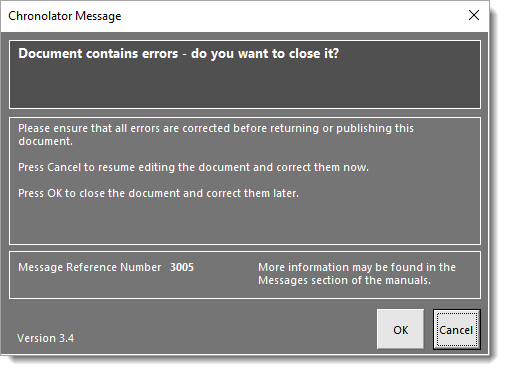 Chronolator Message
Document contains errors - do you want to close it?
Please ensure that all errors are corrected before returning or publishing this
document.
Press Cancel to resume editing the document and correct them now.
Press OK to close the document and correct them later.
Message Reference Number 3005
More information may be found in the
Messages section of the manuals.
Version 3.4
OK
Cancel